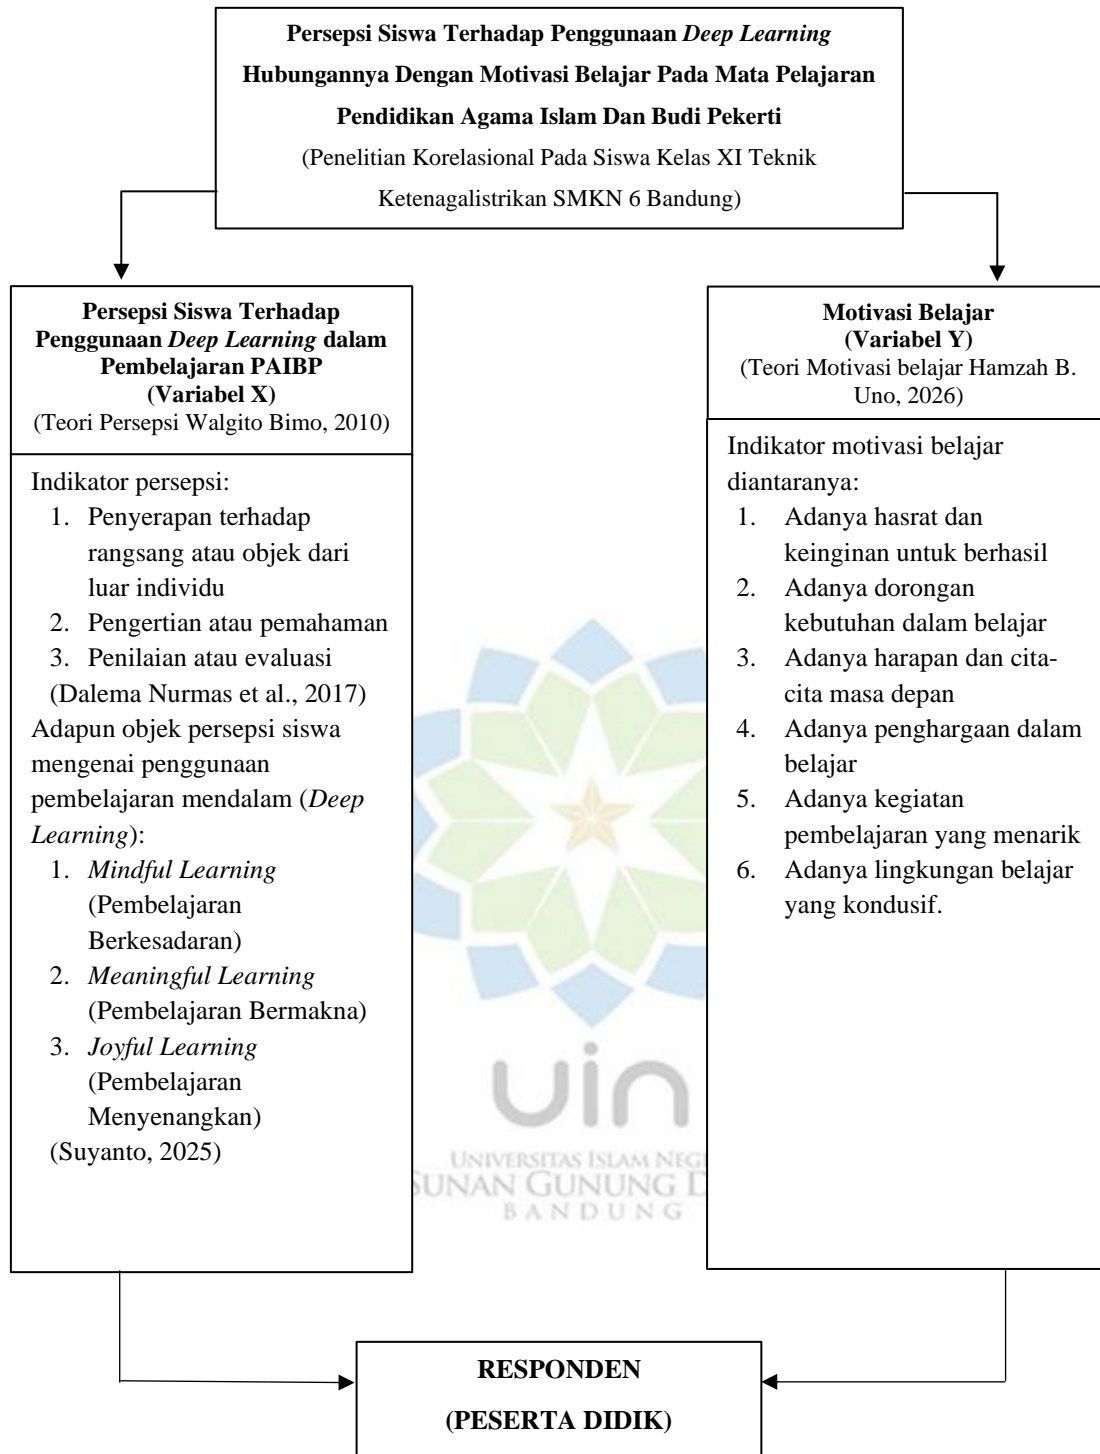 Persepsi Siswa Terhadap Penggunaan Deep Learning
Hubungannya Dengan Motivasi Belajar Pada Mata Pelajaran
Pendidikan Agama Islam Dan Budi Pekerti
(Penelitian Korelasional Pada Siswa Kelas XI Teknik
Ketenagalistrikan SMKN 6 Bandung)
Persepsi Siswa Terhadap
Penggunaan Deep Learning dalam
Pembelajaran PAIBP
(Variabel X)
(Teori Persepsi Walgito Bimo, 2010)
Indikator persepsi:
1. Penyerapan terhadap
rangsang atau objek dari
luar individu
2. Pengertian atau pemahaman
3. Penilaian atau evaluasi
(Dalema Nurmas et al., 2017)
Adapun objek persepsi siswa
mengenai penggunaan
pembelajaran mendalam (Deep
Learning):
1. Mindful Learning
(Pembelajaran
Berkesadaran)
2. Meaningful Learning
(Pembelajaran Bermakna)
3. Joyful Learning
(Pembelajaran
Menyenangkan)
(Suyanto, 2025)
Motivasi Belajar
(Variabel Y)
(Teori Motivasi belajar Hamzah B.
Uno, 2026)
Indikator motivasi belajar
diantaranya:
1. Adanya hasrat dan
keinginan untuk berhasil
2. Adanya dorongan
kebutuhan dalam belajar
3. Adanya harapan dan cita-
cita masa depan
4. Adanya penghargaan dalam
belajar
5. Adanya kegiatan
pembelajaran yang menarik
6. Adanya lingkungan belajar
yang kondusif.
uin
UNIVERSITAS ISLAM NEG
SUNAN GUNUNG D
BANDUNG
RESPONDEN
(PESERTA DIDIK)